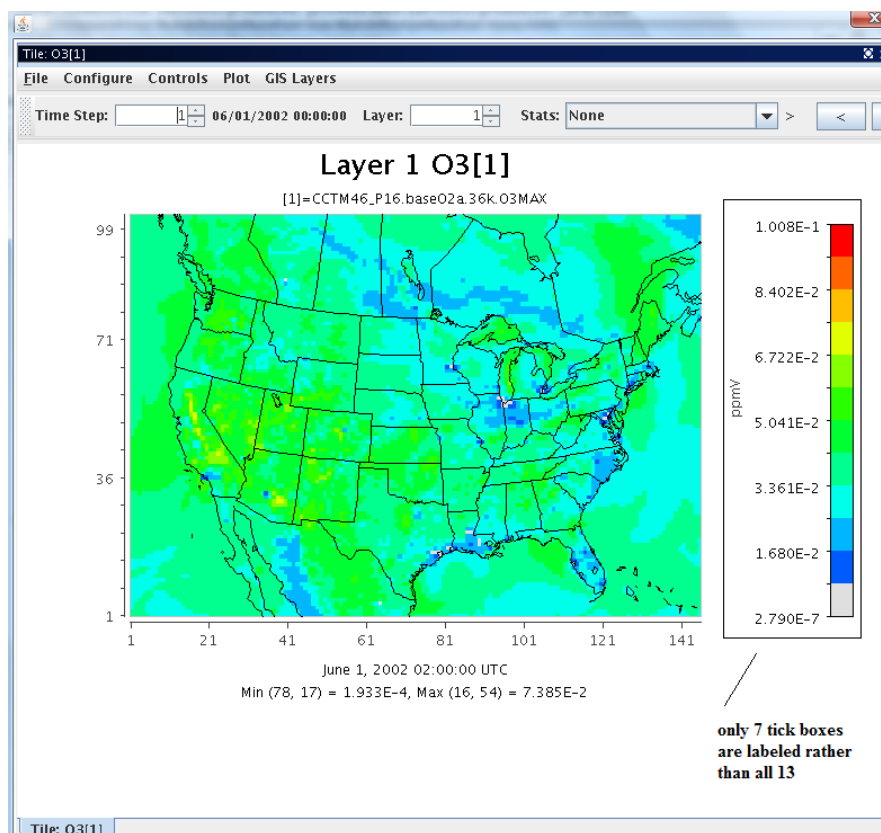 Tile: O3[1]
File Configure Controls Plot GIS Layers
Time Step: 1 06/01/2002 00:00:00 Layer: 1 Stats: None > <
Layer 1 O3[1]
[1]=CCTM46_P16.baseO2a.36k.O3MAX
99
71
36
1
1 21 41 61 81 101 121 141
June 1, 2002 02:00:00 UTC
Min (78, 17) = 1.933E-4, Max (16, 54) = 7.385E-2
ppmV
1.008E-1
8.402E-2
6.722E-2
5.041E-2
3.361E-2
1.680E-2
2.790E-7
only 7 tick boxes
are labeled rather
than all 13
Tile: O3[1]